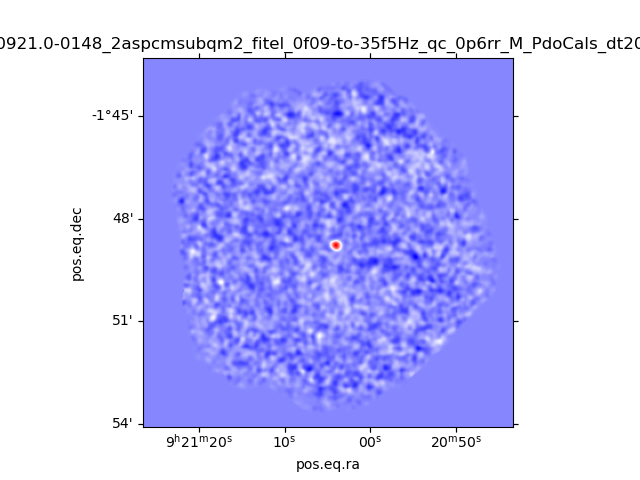 0921.0-0148_2aspcmsubqm2_fitel_0f09-to-35f5Hz_qc_0p6rr_M_PdoCals_dt20
-1°45'
48'
51'
54'
pos.eq.dec
9h21m20s 10s 00s 20m50s
pos.eq.ra